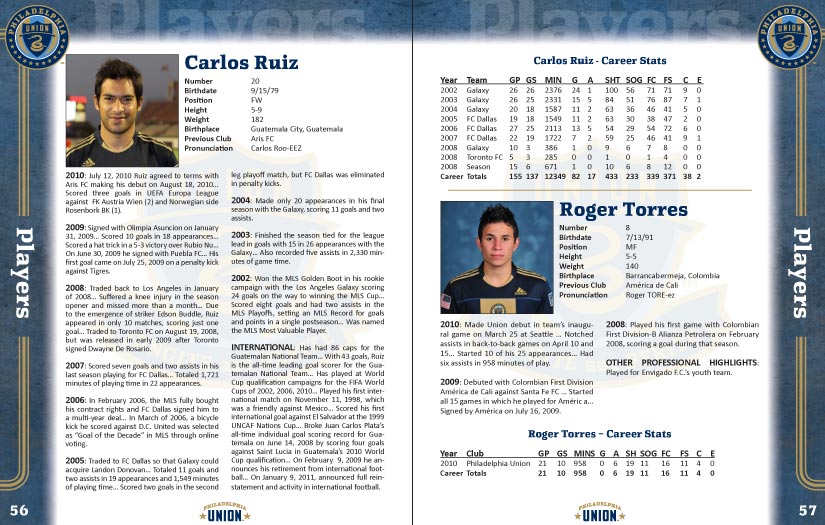 PHILADELPHIA
UNION
Players
Carlos Ruiz
Number 20
Birthdate 9/15/79
Position FW
Height 5-9
Weight 182
Birthplace Guatemala City, Guatemala
Previous Club Aris FC
Pronunciation Carlos Roo-EEZ
2010: July 12, 2010 Ruiz agreed to terms with
Aris FC making his debut on August 18, 2010...
Scored three goals in UEFA Europa League
against FK Austria Wien (2) and Norwegian side
Rosenbork BK (1).
2009: Signed with Olimpia Asuncion on January
31, 2009... Scored 10 goals in 18 appearances...
Scored a hat trick in a 5-3 victory over Rubio Nu...
On June 30, 2009 he signed with Puebla FC... His
first goal came on July 25, 2009 on a penalty kick
against Tigres.
2008: Traded back to Los Angeles in January
of 2008... Suffered a knee injury in the season
opener and missed more than a month... Due
to the emergence of striker Edson Buddle, Ruiz
appeared in only 10 matches, scoring just one
goal... Traded to Toronto FC on August 19, 2008,
but was released in early 2009 after Toronto
signed Dwayne De Rosario.
2007: Scored seven goals and two assists in his
last season playing for FC Dallas... Totaled 1,721
minutes of playing time in 22 appearances.
2006: In February 2006, the MLS fully bought
his contract rights and FC Dallas signed him to
a multi-year deal... In March of 2006, a bicycle
kick he scored against D.C. United was selected
as "Goal of the Decade" in MLS through online
voting.
2005: Traded to FC Dallas so that Galaxy could
acquire Landon Donovan... Totaled 11 goals and
two assists in 19 appearances and 1,549 minutes
of playing time... Scored two goals in the second
leg playoff match, but FC Dallas was eliminated
in penalty kicks.
2004: Made only 20 appearances in his final
season with the Galaxy, scoring 11 goals and two
assists.
2003: Finished the season tied for the league
lead in goals with 15 in 26 appearances with the
Galaxy... Also recorded five assists in 2,330 min-
utes of game time.
2002: Won the MLS Golden Boot in his rookie
campaign with the Los Angeles Galaxy scoring
24 goals on the way to winning the MLS Cup...
Scored eight goals and had two assists in the
MLS Playoffs, setting an MLS Record for goals
and points in a single postseason... Was named
the MLS Most Valuable Player.
INTERNATIONAL: Has had 86 caps for the
Guatemalan National Team... With 43 goals, Ruiz
is the all-time leading goal scorer for the Gua-
temalan National Team... Has played at World
Cup qualification campaigns for the FIFA World
Cups of 2002, 2006, 2010... Played his first inter-
national match on November 11, 1998, which
was a friendly against Mexico... Scored his first
international goal against El Salvador at the 1999
UNCAF Nations Cup... Broke Juan Carlos Plata's
all-time individual goal scoring record for Gua-
temala on June 14, 2008 by scoring four goals
against Saint Lucia in Guatemala's 2010 World
Cup qualification... On February 9, 2009 he an-
nounces his retirement from international foot-
ball... On January 9, 2011, announced full rein-
statement and activity in international football.
56
PHILADELPHIA
UNION
Players
PHILADELPHIA
UNION
Players
Carlos Ruiz - Career Stats
Year Team GP GS MIN G A SHT SOG FC FS C E
2002 Galaxy 26 26 2376 24 1 100 56 71 71 9 0
2003 Galaxy 26 25 2331 15 5 84 51 76 87 7 1
2004 Galaxy 20 18 1587 11 2 63 36 46 41 5 0
2005 FC Dallas 19 18 1549 11 2 63 30 38 47 2 0
2006 FC Dallas 27 25 2113 13 5 54 29 54 72 6 0
2007 FC Dallas 22 19 1722 7 2 59 25 46 41 9 1
2008 Galaxy 10 3 386 1 0 9 6 7 8 0 0
2008 Toronto FC 5 3 285 0 0 1 0 1 4 0 0
2008 Season 15 6 671 1 0 10 6 8 12 0 0
Career Totals 155 137 12349 82 17 433 233 339 371 38 2
Roger Torres
Number 8
Birthdate 7/13/91
Position MF
Height 5-5
Weight 140
Birthplace Barrancabermeja, Colombia
Previous Club América de Cali
Pronunciation Roger TORE-ez
2010: Made Union debut in team's inaugu-
ral game on March 25 at Seattle ... Notched
assists in back-to-back games on April 10 and
15... Started 10 of his 25 appearances... Had
six assists in 958 minutes of play.
2009: Debuted with Colombian First Division
América de Cali against Santa Fe FC ... Started
all 15 games in which he played for América...
Signed by América on July 16, 2009.
2008: Played his first game with Colombian
First Division-B Alianza Petrolera on February
2008, scoring a goal during that season.
OTHER PROFESSIONAL HIGHLIGHTS:
Played for Envigado F.C.'s youth team.
Roger Torres – Career Stats
Year Club GP GS MINS G A SH SOG FC FS C E
2010 Philadelphia Union 21 10 958 0 6 19 11 16 11 4 0
Career Totals 21 10 958 0 6 19 11 16 11 4 0
PHILADELPHIA
UNION
57
Players